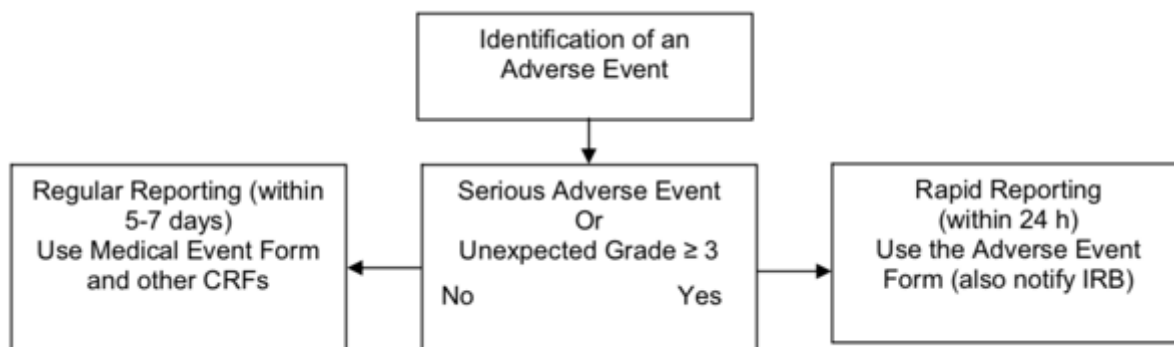 Identification of an
Adverse Event
Regular Reporting (within
5-7 days)
Use Medical Event Form
and other CRFs
Serious Adverse Event
Or
Unexpected Grade ≥ 3
No Yes
Rapid Reporting
(within 24 h)
Use the Adverse Event
Form (also notify IRB)